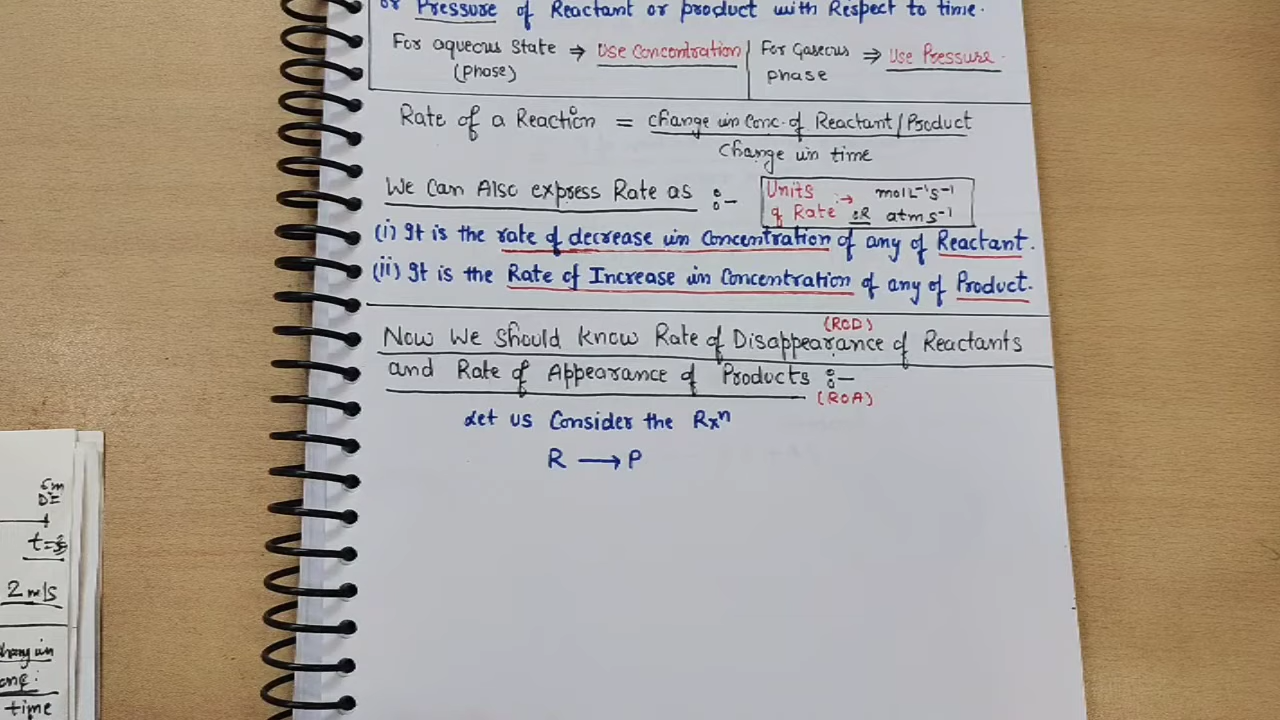 or Pressure of Reactant or product with Respect to time.
For aqueous State ⇒ Use Concentration
(phase)
For Gaseous ⇒ Use Pressure.
phase
Rate of a Reaction = Change in Conc. of Reactant/Product
Change in time
We Can Also express Rate as :-
Units :→ mol L⁻¹s⁻¹
of Rate OR atm s⁻¹
(i) It is the rate of decrease in Concentration of any of Reactant.
(ii) It is the Rate of Increase in Concentration of any of Product.
(ROD)
Now We Should know Rate of Disappearance of Reactants
and Rate of Appearance of Products :-
(ROA)
Let us Consider the Rxⁿ
R ⟶ P
t=
2 m/s
time